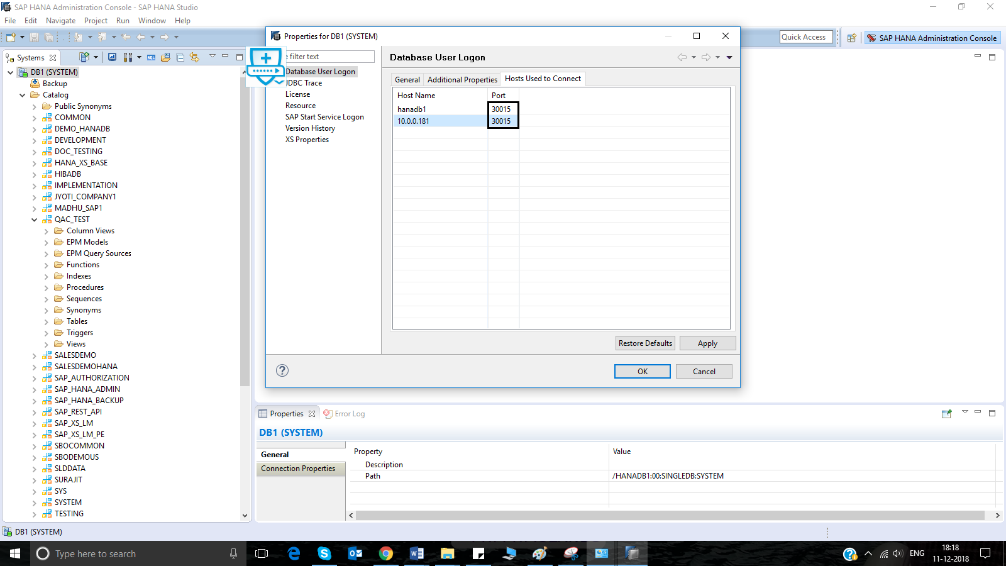 SAP HANA Administration Console - SAP HANA Studio
File Edit Navigate Project Run Window Help
Quick Access
SAP HANA Administration Console
Systems
DB1 (SYSTEM)
Backup
Catalog
Public Synonyms
COMMON
DEMO_HANADB
DEVELOPMENT
DOC_TESTING
HANA_XS_BASE
HIBADB
IMPLEMENTATION
JYOTI_COMPANY1
MADHU_SAP1
QAC_TEST
Column Views
EPM Models
EPM Query Sources
Functions
Indexes
Procedures
Sequences
Synonyms
Tables
Triggers
Views
SALESDEMO
SALESDEMOHANA
SAP_AUTHORIZATION
SAP_HANA_ADMIN
SAP_HANA_BACKUP
SAP_REST_API
SAP_XS_LM
SAP_XS_LM_PE
SBOCOMMON
SBODEMOUS
SLDDATA
SURAJIT
SYS
SYSTEM
TESTING
Properties for DB1 (SYSTEM)
filter text
Database User Logon
JDBC Trace
License
Resource
SAP Start Service Logon
Version History
XS Properties
Database User Logon
General Additional Properties Hosts Used to Connect
Host Name Port
hanadb1 30015
10.0.0.181 30015
Restore Defaults Apply
OK Cancel
Properties Error Log
DB1 (SYSTEM)
General
Connection Properties
Property Value
Description
Path /HANADB1:00:SINGLEDB:SYSTEM
DB1 (SYSTEM)
Type here to search
ENG
18:18
11-12-2018